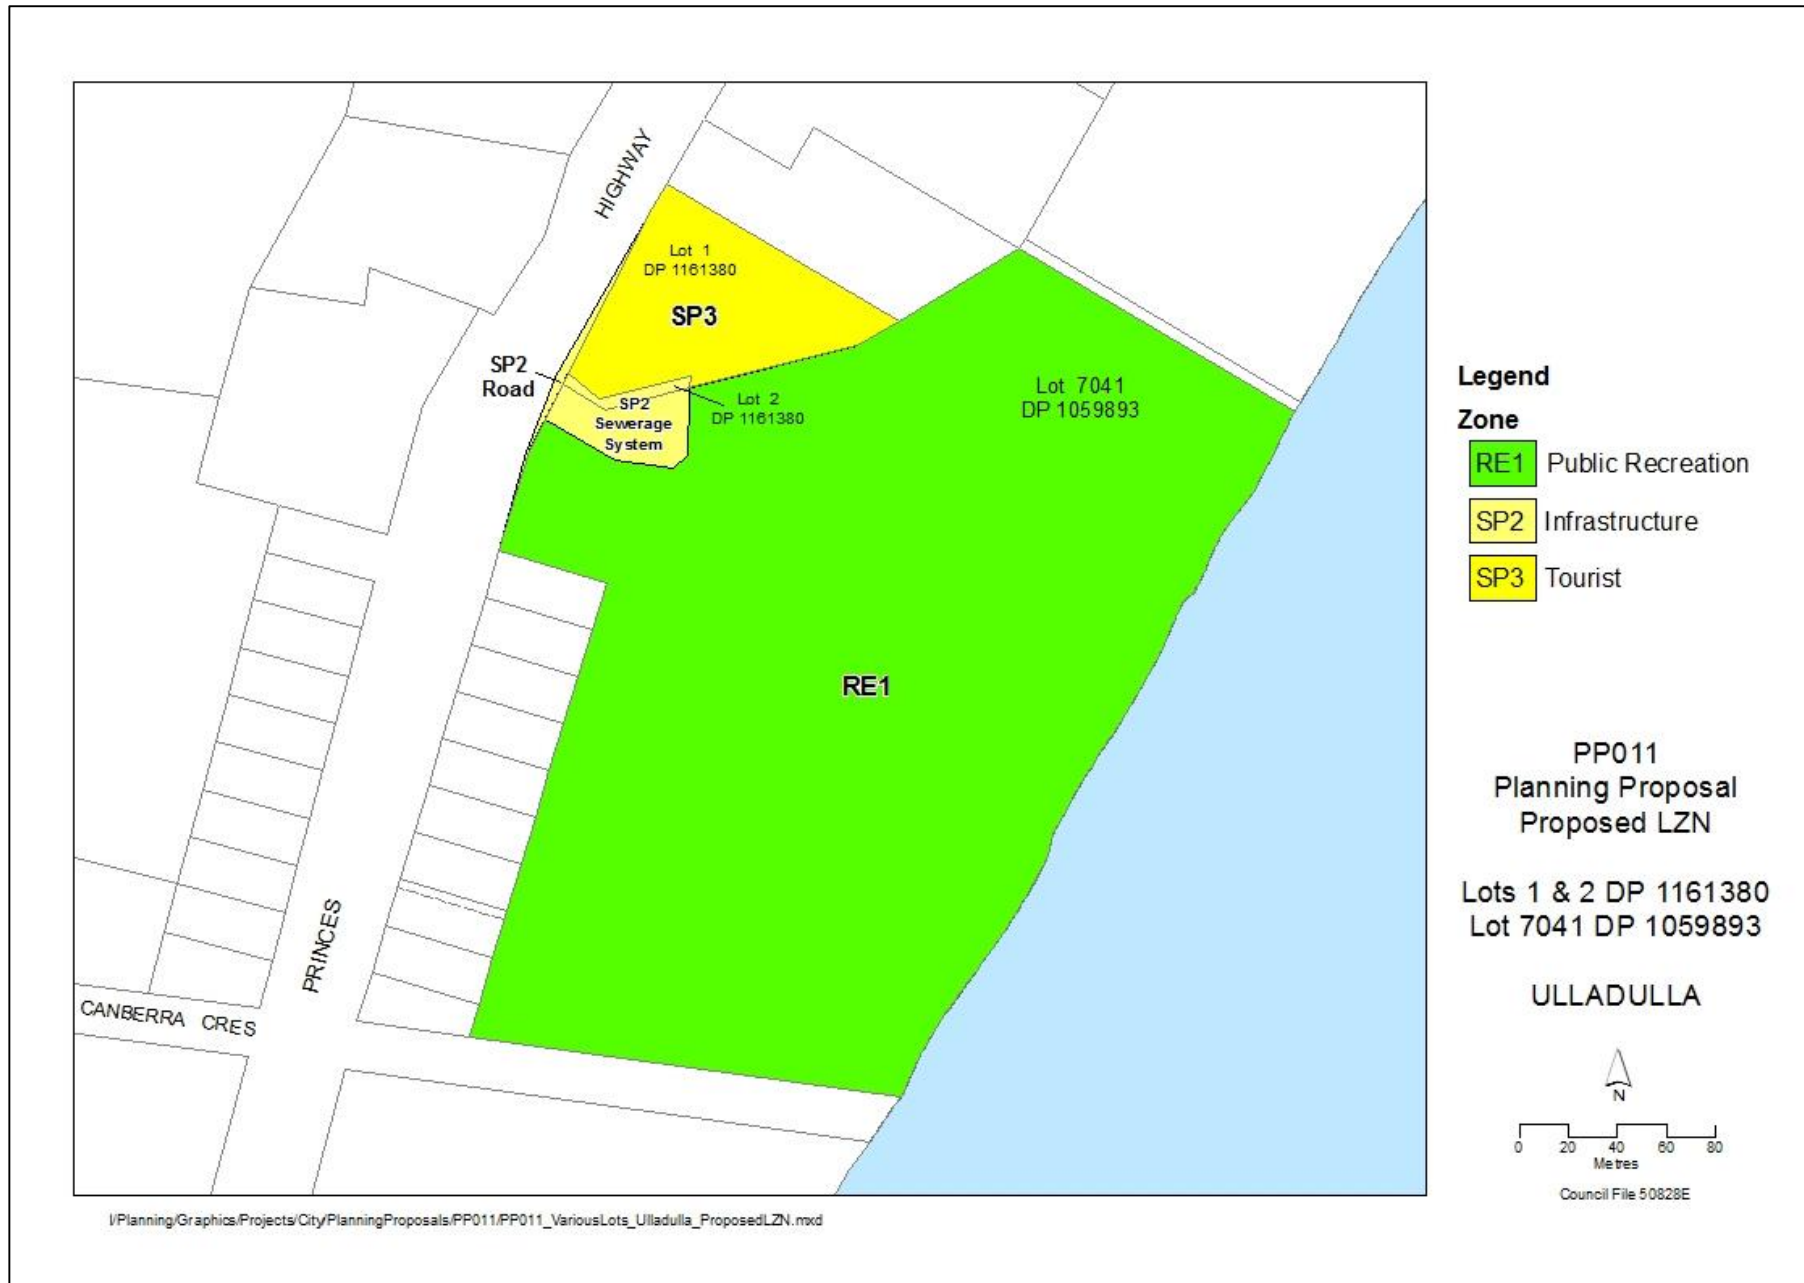 HIGHWAY
Lot 1
DP 1161380
SP3
SP2
Road
SP2
Sewerage
System
Lot 2
DP 1161380
Lot 7041
DP 1059893
RE1
PRINCES
CANBERRA CRES
Legend
Zone
RE1 Public Recreation
SP2 Infrastructure
SP3 Tourist
PP011
Planning Proposal
Proposed LZN
Lots 1 & 2 DP 1161380
Lot 7041 DP 1059893
ULLADULLA
N
0 20 40 60 80
Metres
Council File 50828E
I/Planning/Graphics/Projects/City/PlanningProposals/PP011/PP011_VariousLots_Ulladulla_ProposedLZN.mxd